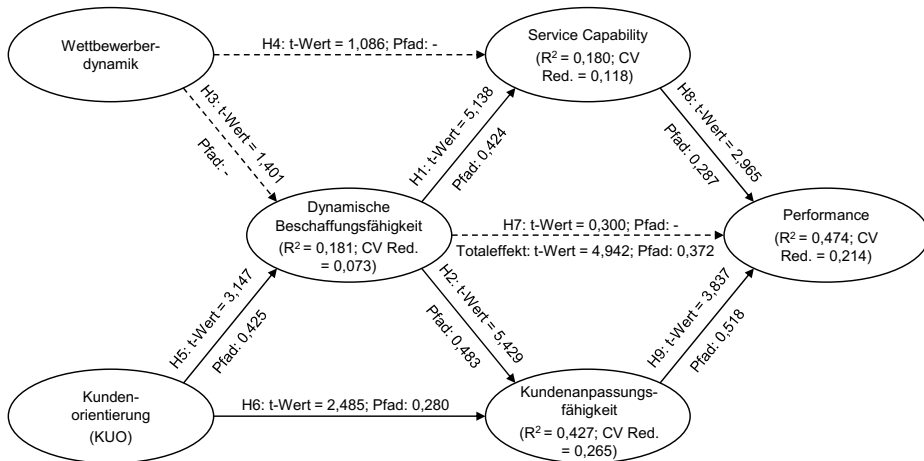 Wettbewerber-
dynamik
H4: t-Wert = 1,086; Pfad: -
Service Capability
(R² = 0,180; CV
Red. = 0,118)
H3: t-Wert = 1,401
Pfad:-
H1: t-Wert = 5,138
Pfad: 0,424
H8: t-Wert = 2,965
Pfad: 0,287
Dynamische
Beschaffungsfähigkeit
(R² = 0,181; CV Red.
= 0,073)
H7: t-Wert = 0,300; Pfad: -
Totaleffekt: t-Wert = 4,942; Pfad: 0,372
Performance
(R² = 0,474; CV
Red. = 0,214)
H5: t-Wert = 3,147
Pfad: 0,425
H2: t-Wert = 5,429
Pfad: 0,483
H9: t-Wert = 3,837
Pfad: 0,518
Kunden-
orientierung
(KUO)
H6: t-Wert = 2,485; Pfad: 0,280
Kundenanpassungs-
fähigkeit
(R² = 0,427; CV Red.
= 0,265)